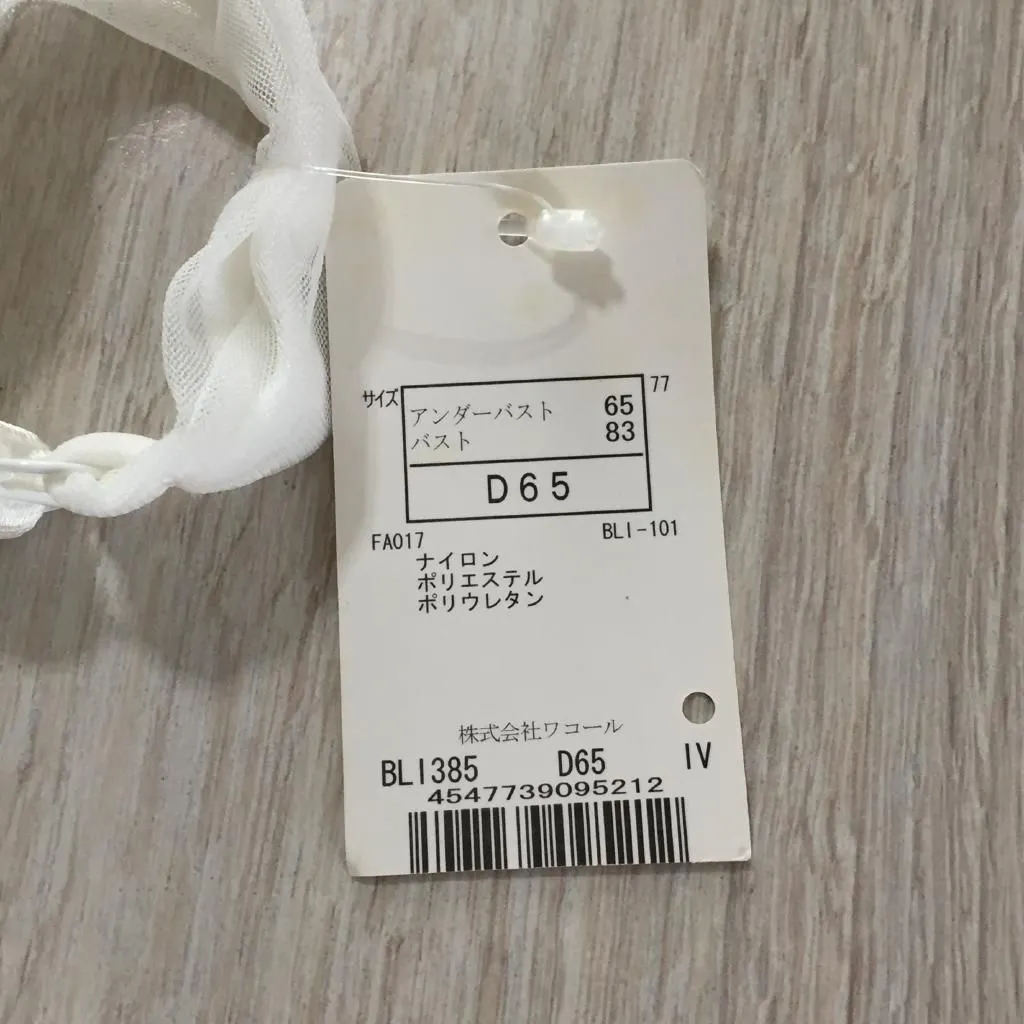 サイズ 77
アンダーバスト 65
バスト 83
D65
FA017 BLI-101
ナイロン
ポリエステル
ポリウレタン
株式会社ワコール
BLI385 D65 IV
4547739095212